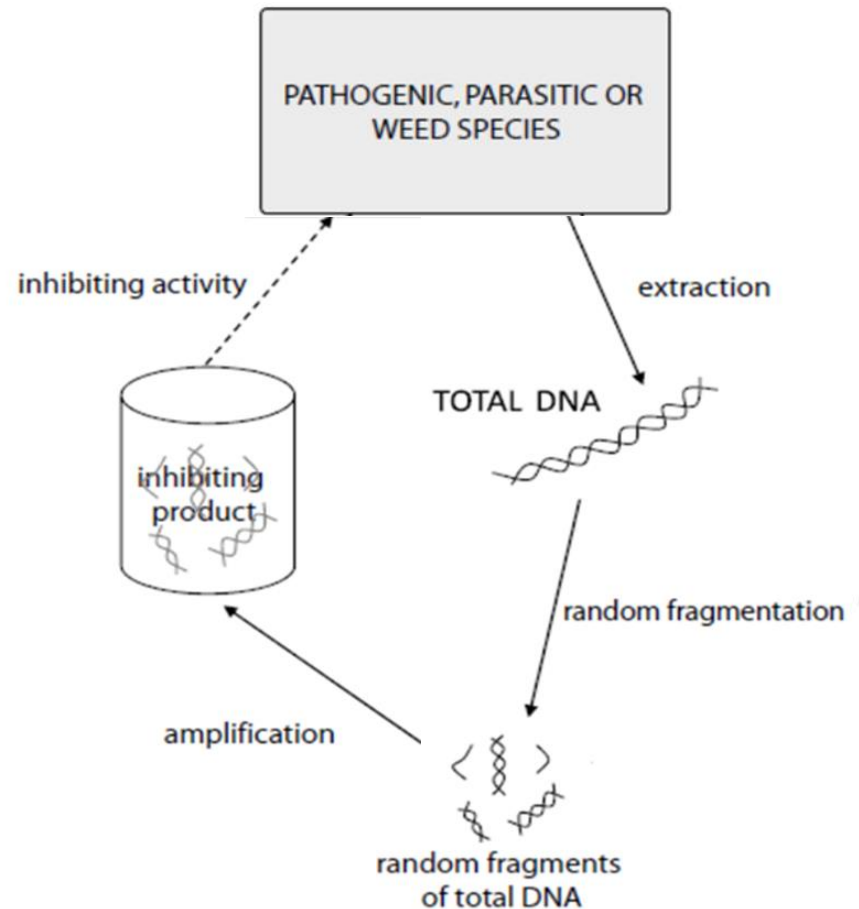 PATHOGENIC, PARASITIC OR
WEED SPECIES
inhibiting activity
extraction
TOTAL DNA
inhibiting
product
random fragmentation
amplification
random fragments
of total DNA